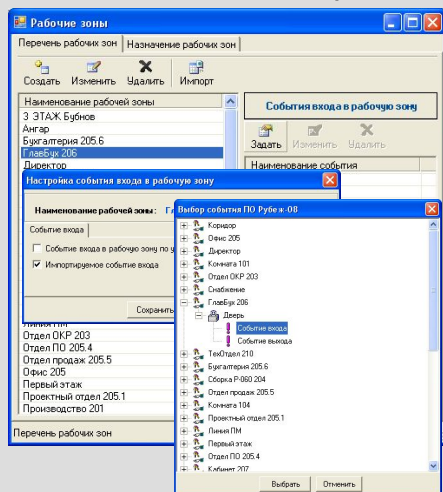 Рабочие зоны
Перечень рабочих зон Назначение рабочих зон
Создать Изменить Удалить Импорт
Наименование рабочей зоны
3 ЭТАЖ Бубнов
Ангар
Бухгалтерия 205.6
ГлавБух 206
Директор
События входа в рабочую зону
Задать Изменить Удалить
Наименование события
Настройка события входа в рабочую зону
Наименование рабочей зоны:
Событие входа
Событие входа в рабочую зону по
Импортируемое событие входа
Сохранить
Линия ПМ
Отдел ОКР 203
Отдел ПО 205.4
Отдел продаж 205.5
Офис 205
Первый этаж
Проектный отдел 205.1
Производство 201
Перечень рабочих зон
Выбор события ПО Рубеж-08
Коридор
Офис 205
Директор
Комната 101
Отдел ОКР 203
Снабжение
ГлавБух 206
Дверь
Событие входа
Событие выхода
ТехОтдел 210
Бухгалтерия 205.6
Сборка Р-060 204
Отдел продаж 205.5
Комната 104
Проектный отдел 205.1
Линия ПМ
Первый этаж
Отдел ПО 205.4
Кабинет 207
Выбрать Отменить